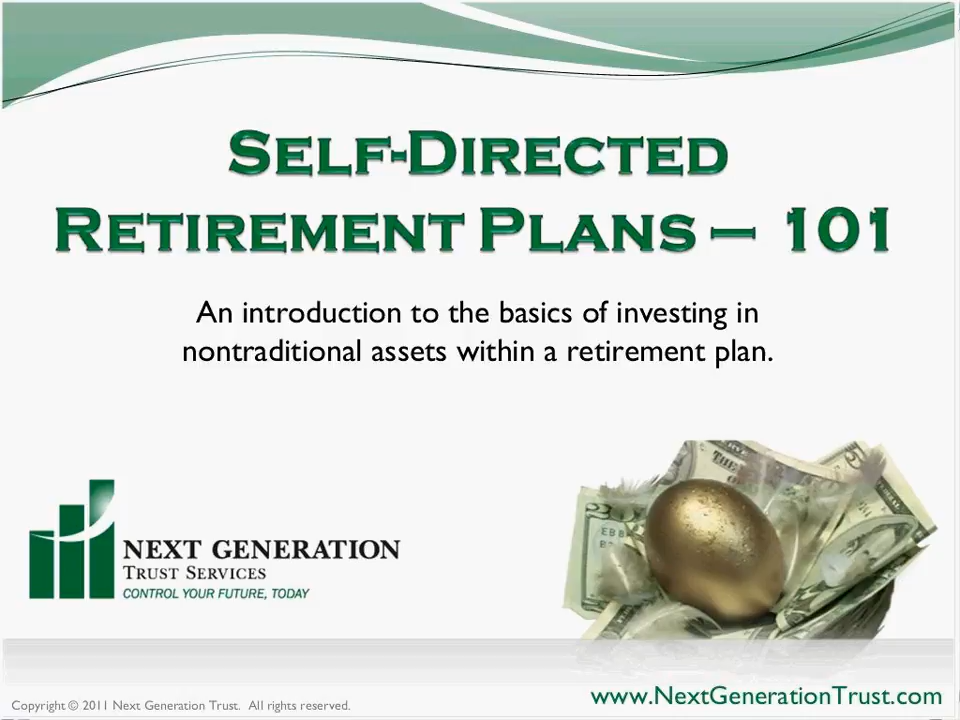 Self-Directed
Retirement Plans – 101
An introduction to the basics of investing in
nontraditional assets within a retirement plan.
NEXT GENERATION
TRUST SERVICES
CONTROL YOUR FUTURE, TODAY
Copyright © 2011 Next Generation Trust. All rights reserved.
www.NextGenerationTrust.com